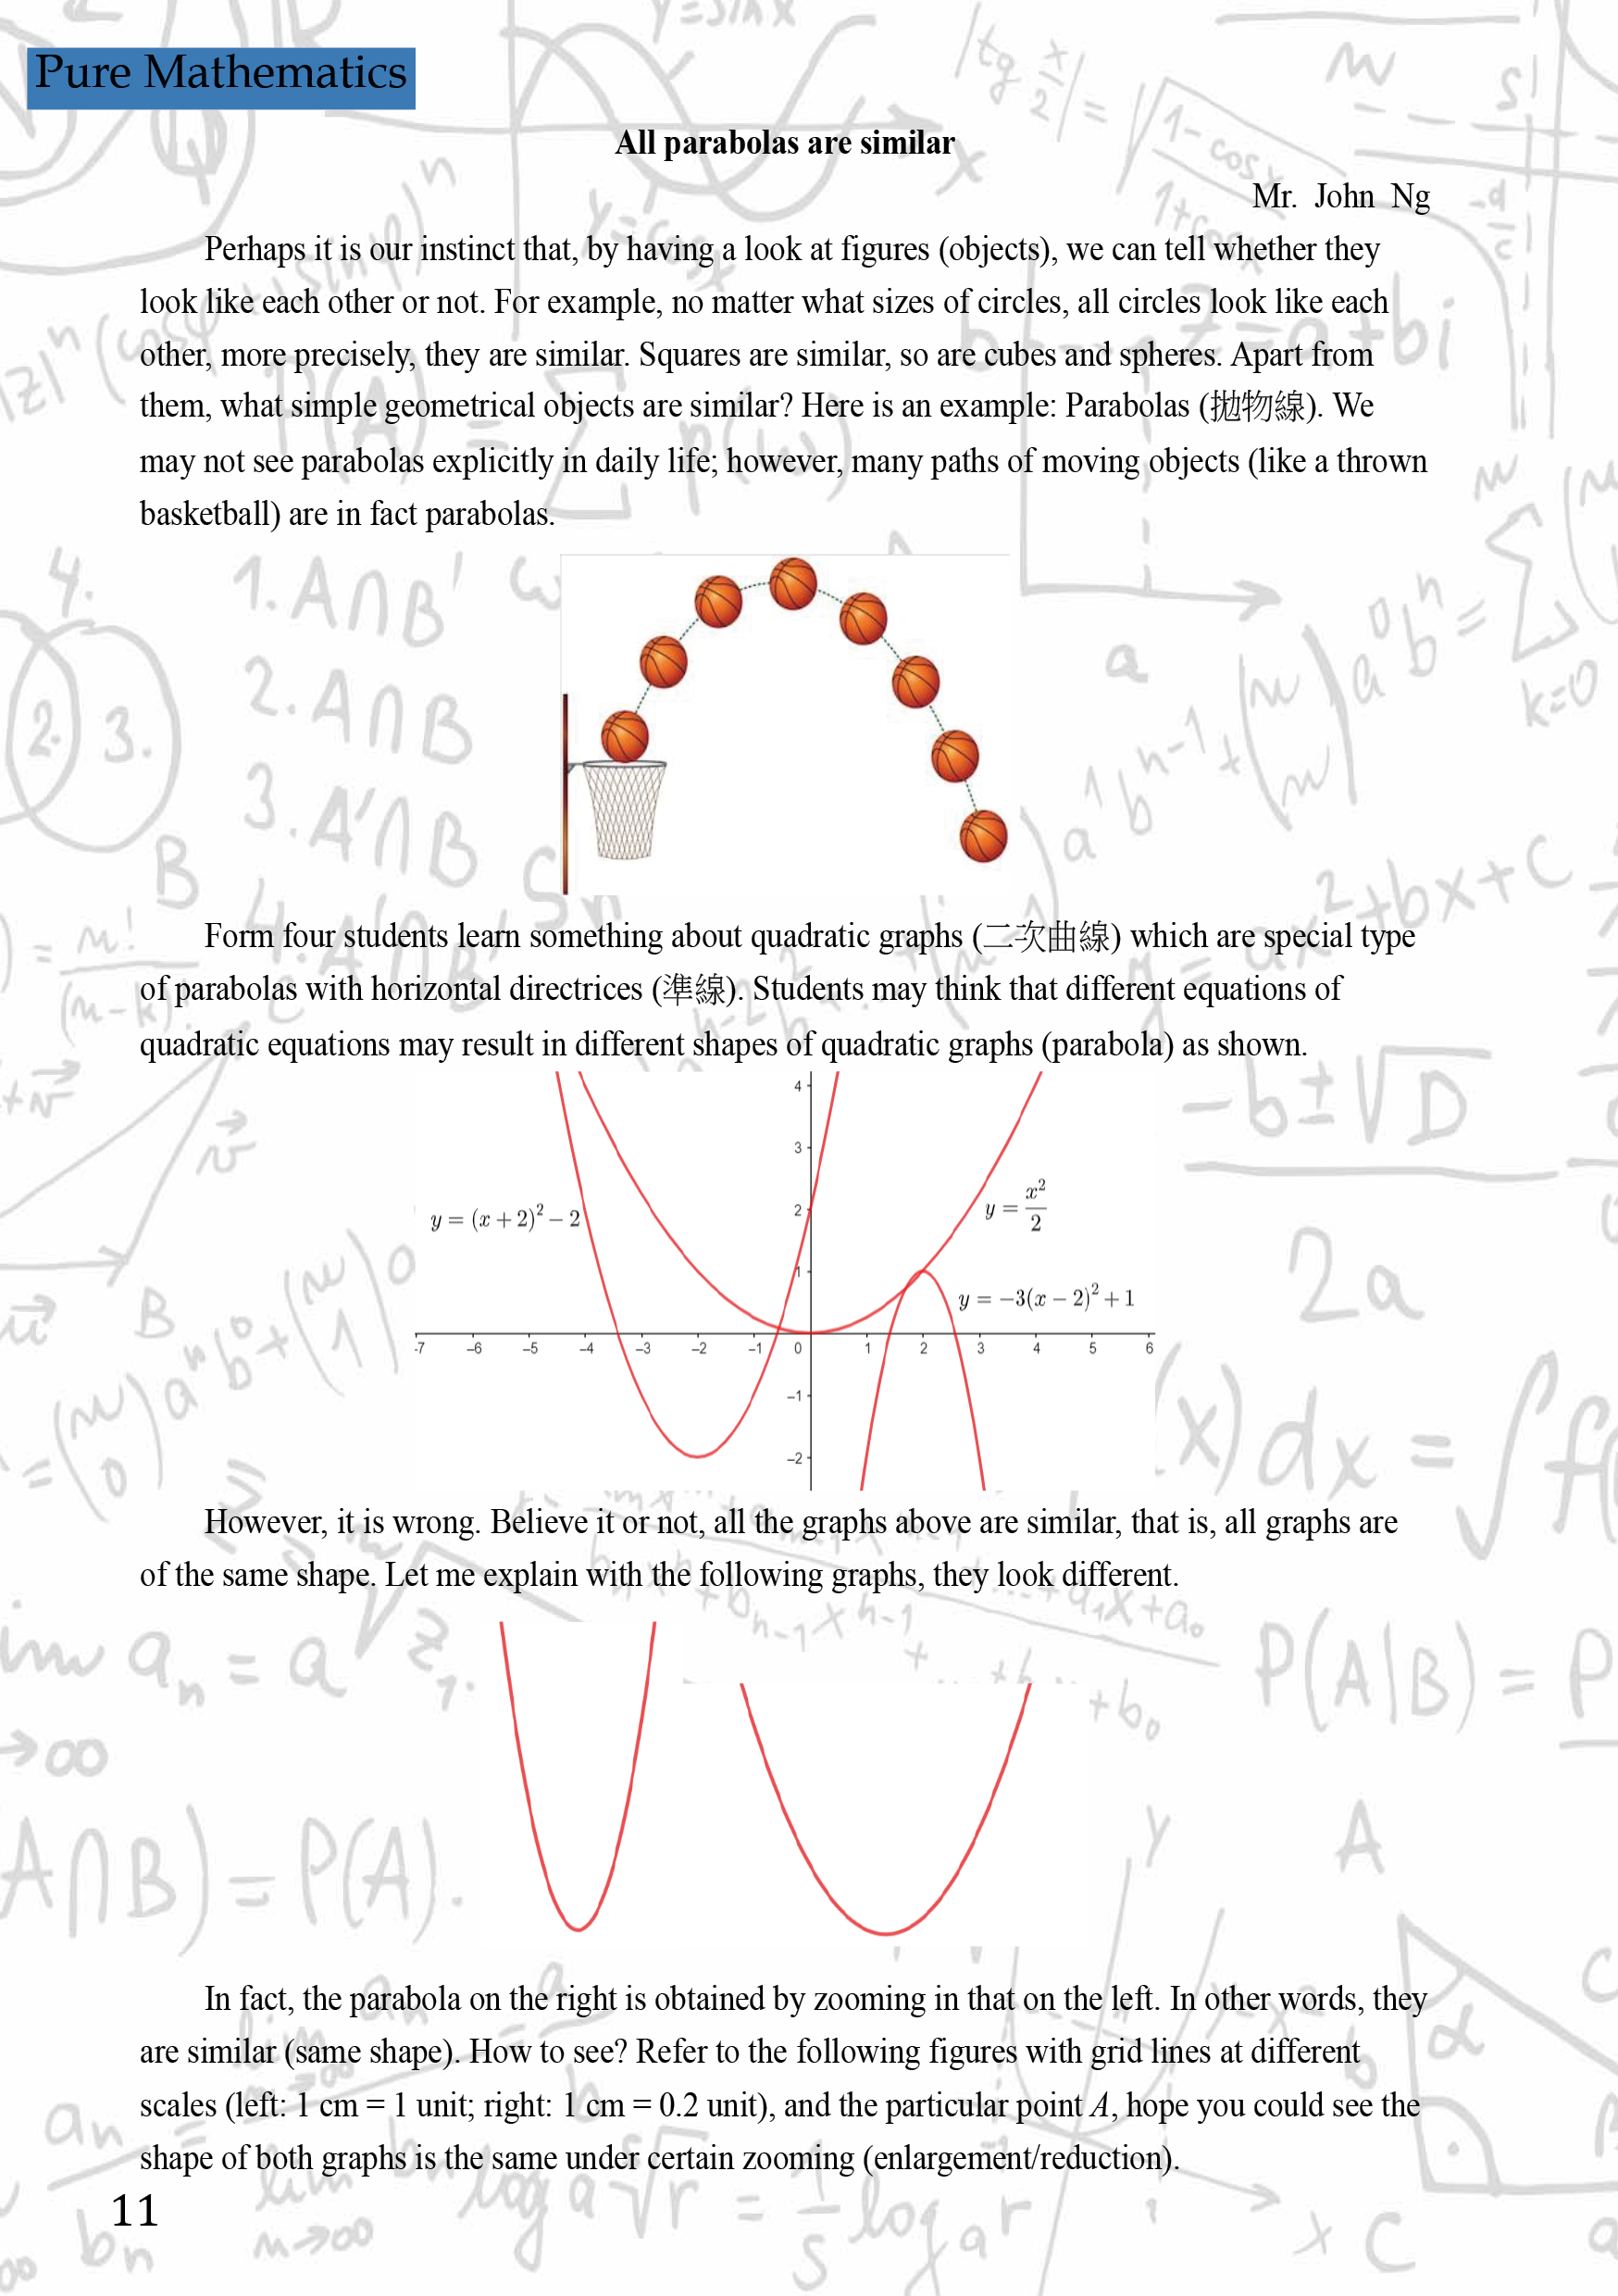 Pure Mathematics
All parabolas are similar
Mr. John Ng
Perhaps it is our instinct that, by having a look at figures (objects), we can tell whether they
look like each other or not. For example, no matter what sizes of circles, all circles look like each
other, more precisely, they are similar. Squares are similar, so are cubes and spheres. Apart from
them, what simple geometrical objects are similar? Here is an example: Parabolas (拋物線). We
may not see parabolas explicitly in daily life; however, many paths of moving objects (like a thrown
basketball) are in fact parabolas.
Form four students learn something about quadratic graphs (二次曲線) which are special type
of parabolas with horizontal directrices (準線). Students may think that different equations of
quadratic equations may result in different shapes of quadratic graphs (parabola) as shown.
4
3
2
1
y = (x + 2)² – 2
y = x²/2
y = –3(x – 2)² + 1
-7 –6 –5 –4 –3 –2 –1 0 1 2 3 4 5 6
–1
–2
However, it is wrong. Believe it or not, all the graphs above are similar, that is, all graphs are
of the same shape. Let me explain with the following graphs, they look different.
In fact, the parabola on the right is obtained by zooming in that on the left. In other words, they
are similar (same shape). How to see? Refer to the following figures with grid lines at different
scales (left: 1 cm = 1 unit; right: 1 cm = 0.2 unit), and the particular point A, hope you could see the
shape of both graphs is the same under certain zooming (enlargement/reduction).
11